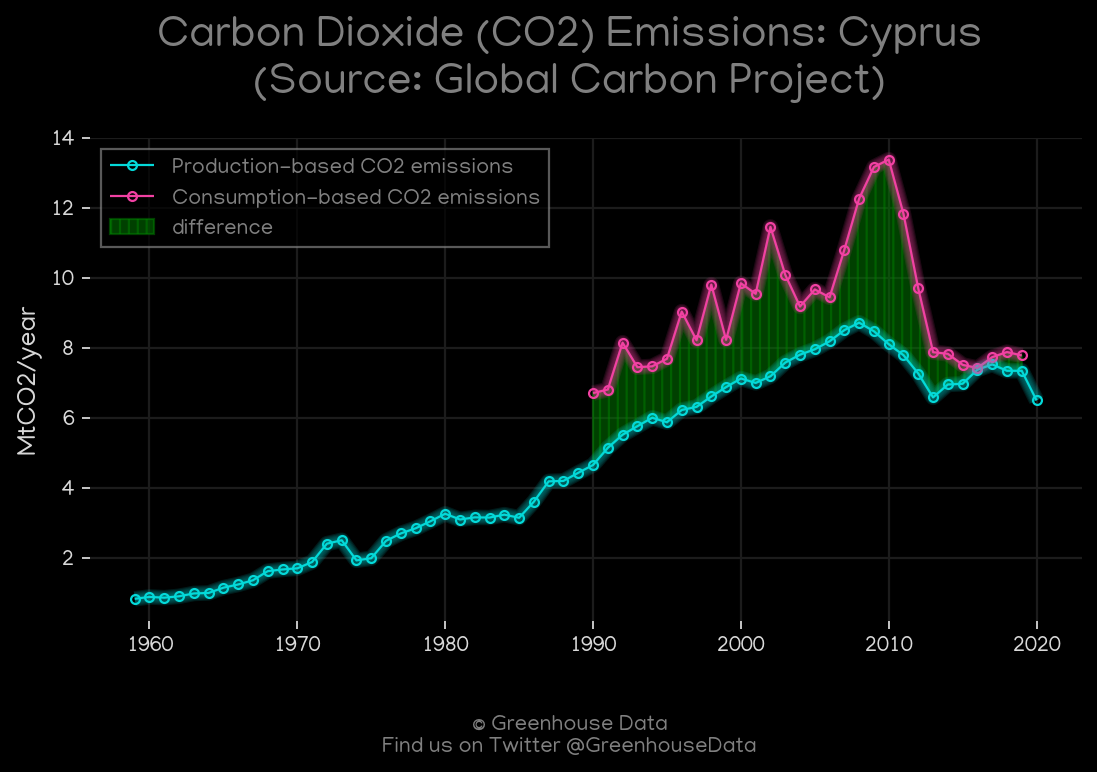 Carbon Dioxide (CO2) Emissions: Cyprus
(Source: Global Carbon Project)
14
12
10
8
6
4
2
MtCO2/year
Production-based CO2 emissions
Consumption-based CO2 emissions
difference
1960
1970
1980
1990
2000
2010
2020
© Greenhouse Data
Find us on Twitter @GreenhouseData